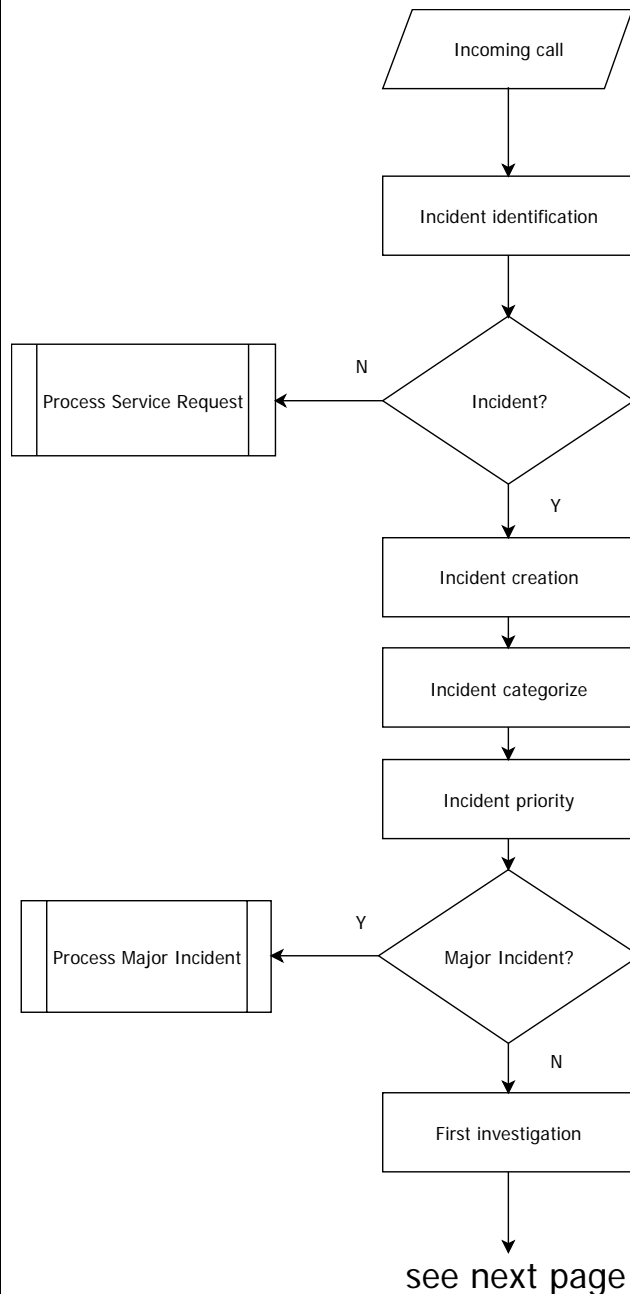 Incoming call
Incident identification
N
Process Service Request
Incident?
Y
Incident creation
Incident categorize
Incident priority
Y
Process Major Incident
Major Incident?
N
First investigation
see next page